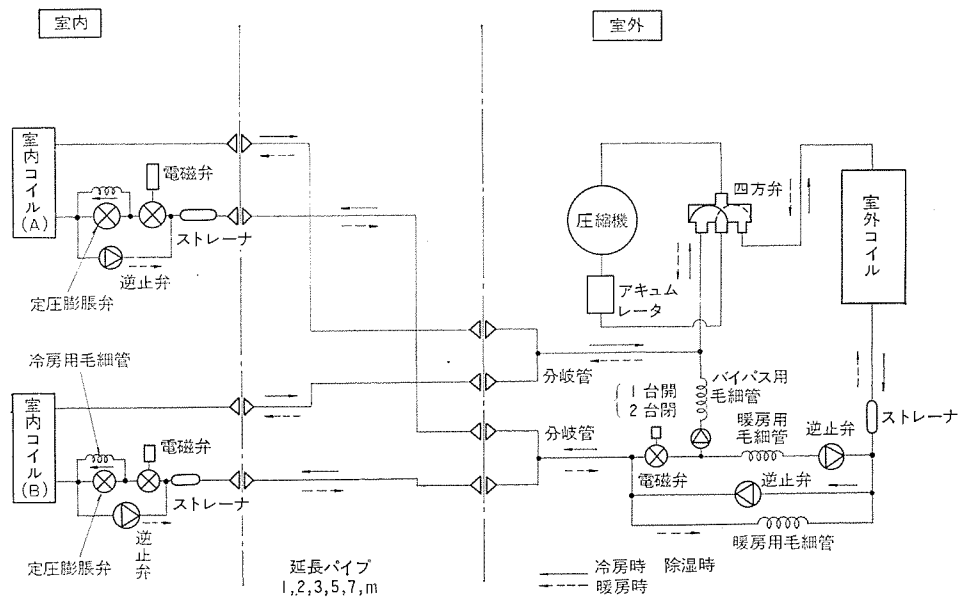 室内
室外
室内コイル(A)
電磁弁
ストレーナ
逆止弁
定圧膨脹弁
圧縮機
四方弁
室外コイル
アキュム
レータ
冷房用毛細管
室内コイル(B)
電磁弁
ストレーナ
逆止弁
定圧膨脹弁
分岐管
分岐管
1台開
2台閉
バイパス用
毛細管
暖房用
毛細管
逆止弁
ストレーナ
電磁弁
逆止弁
暖房用毛細管
延長パイプ
1,2,3,5,7,m
冷房時 除湿時
暖房時